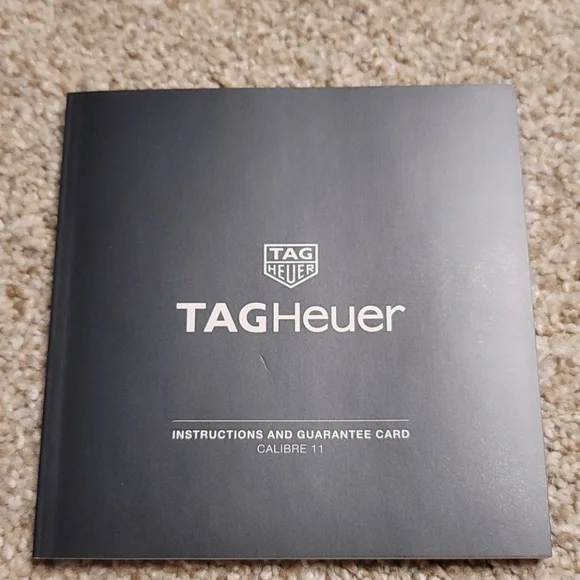 TAG
HEUER
TAGHeuer
INSTRUCTIONS AND GUARANTEE CARD
CALIBRE 11